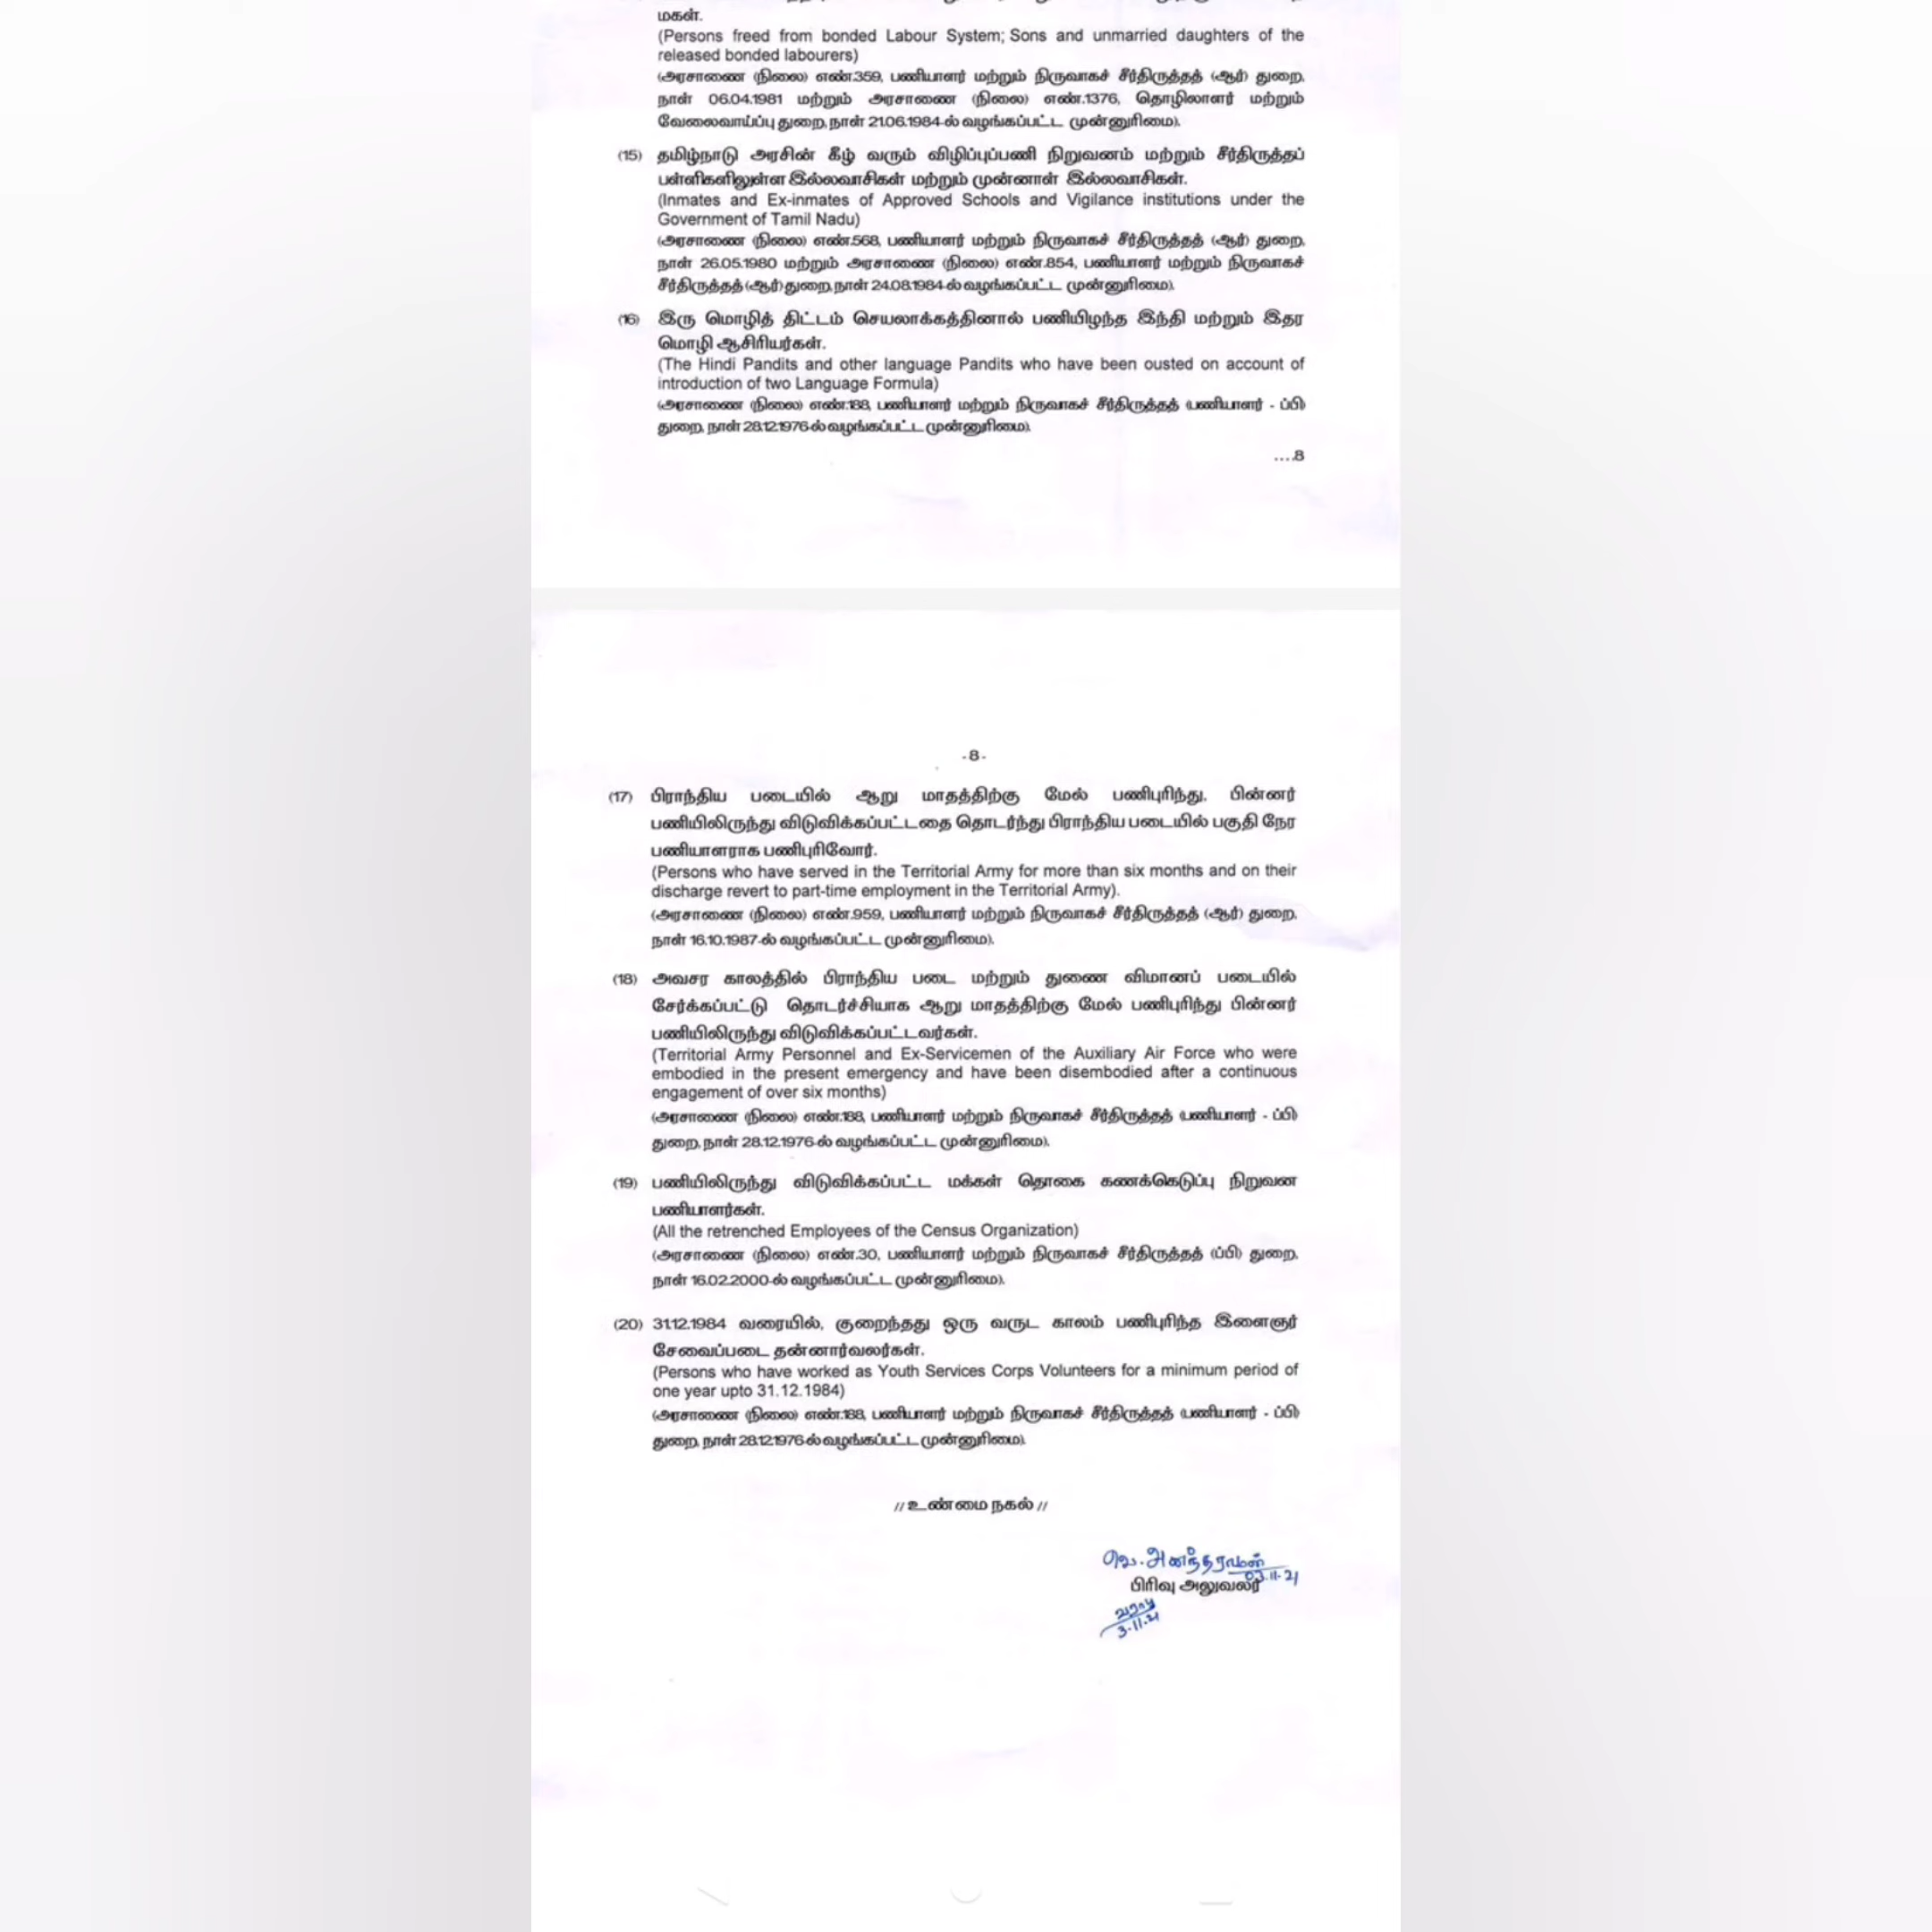 மகள்.
(Persons freed from bonded Labour System; Sons and unmarried daughters of the
released bonded labourers)
(அரசாணை (நிலை) எண்.359, பணியாளர் மற்றும் நிருவாகச் சீர்திருத்தத் (ஆர்) துறை,
நாள் 06.04.1981 மற்றும் அரசாணை (நிலை) எண்.1376, தொழிலாளர் மற்றும்
வேலைவாய்ப்பு துறை, நாள் 21.06.1984-ல் வழங்கப்பட்ட முன்னுரிமை).
(15) தமிழ்நாடு அரசின் கீழ் வரும் விழிப்புப்பணி நிறுவனம் மற்றும் சீர்திருத்தப்
பள்ளிகளிலுள்ள இல்லவாசிகள் மற்றும் முன்னாள் இல்லவாசிகள்.
(Inmates and Ex-inmates of Approved Schools and Vigilance institutions under the
Government of Tamil Nadu)
(அரசாணை (நிலை) எண்.568, பணியாளர் மற்றும் நிருவாகச் சீர்திருத்தத் (ஆர்) துறை,
நாள் 26.05.1980 மற்றும் அரசாணை (நிலை) எண்.854, பணியாளர் மற்றும் நிருவாகச்
சீர்திருத்தத் (ஆர்) துறை, நாள் 24.08.1984-ல் வழங்கப்பட்ட முன்னுரிமை).
(16) இரு மொழித் திட்டம் செயலாக்கத்தினால் பணியிழந்த இந்தி மற்றும் இதர
மொழி ஆசிரியர்கள்.
(The Hindi Pandits and other language Pandits who have been ousted on account of
introduction of two Language Formula)
(அரசாணை (நிலை) எண்.188, பணியாளர் மற்றும் நிருவாகச் சீர்திருத்தத் (பணியாளர் - ப்பி)
துறை, நாள் 28.12.1976-ல் வழங்கப்பட்ட முன்னுரிமை).
....8
-8-
(17) பிராந்திய படையில் ஆறு மாதத்திற்கு மேல் பணிபுரிந்து, பின்னர்
பணியிலிருந்து விடுவிக்கப்பட்டதை தொடர்ந்து பிராந்திய படையில் பகுதி நேர
பணியாளராக பணிபுரிவோர்.
(Persons who have served in the Territorial Army for more than six months and on their
discharge revert to part-time employment in the Territorial Army).
(அரசாணை (நிலை) எண்.959, பணியாளர் மற்றும் நிருவாகச் சீர்திருத்தத் (ஆர்) துறை,
நாள் 16.10.1987-ல் வழங்கப்பட்ட முன்னுரிமை).
(18) அவசர காலத்தில் பிராந்திய படை மற்றும் துணை விமானப் படையில்
சேர்க்கப்பட்டு தொடர்ச்சியாக ஆறு மாதத்திற்கு மேல் பணிபுரிந்து பின்னர்
பணியிலிருந்து விடுவிக்கப்பட்டவர்கள்.
(Territorial Army Personnel and Ex-Servicemen of the Auxiliary Air Force who were
embodied in the present emergency and have been disembodied after a continuous
engagement of over six months)
(அரசாணை (நிலை) எண்.188, பணியாளர் மற்றும் நிருவாகச் சீர்திருத்தத் (பணியாளர் - ப்பி)
துறை, நாள் 28.12.1976-ல் வழங்கப்பட்ட முன்னுரிமை).
(19) பணியிலிருந்து விடுவிக்கப்பட்ட மக்கள் தொகை கணக்கெடுப்பு நிறுவன
பணியாளர்கள்.
(All the retrenched Employees of the Census Organization)
(அரசாணை (நிலை) எண்.30, பணியாளர் மற்றும் நிருவாகச் சீர்திருத்தத் (ப்பி) துறை,
நாள் 16.02.2000-ல் வழங்கப்பட்ட முன்னுரிமை).
(20) 31.12.1984 வரையில், குறைந்தது ஒரு வருட காலம் பணிபுரிந்த இளைஞர்
சேவைப்படை தன்னார்வலர்கள்.
(Persons who have worked as Youth Services Corps Volunteers for a minimum period of
one year upto 31.12.1984)
(அரசாணை (நிலை) எண்.188, பணியாளர் மற்றும் நிருவாகச் சீர்திருத்தத் (பணியாளர் - ப்பி)
துறை, நாள் 28.12.1976-ல் வழங்கப்பட்ட முன்னுரிமை).
// உண்மை நகல் //
03.11.21
பிரிவு அலுவலர்
3.11.21